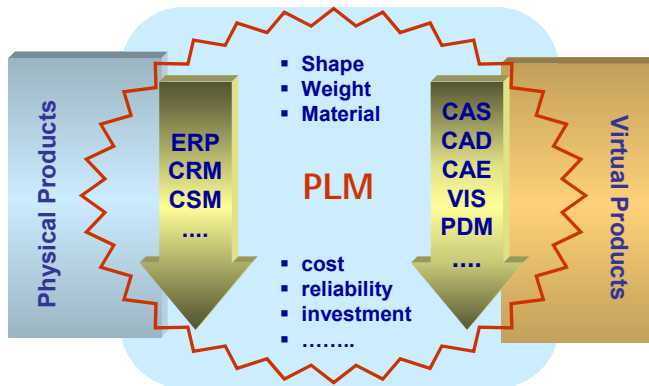 Physical Products
ERP
CRM
CSM
....
▪ Shape
▪ Weight
▪ Material
PLM
▪ cost
▪ reliability
▪ investment
▪ ........
CAS
CAD
CAE
VIS
PDM
....
Virtual Products